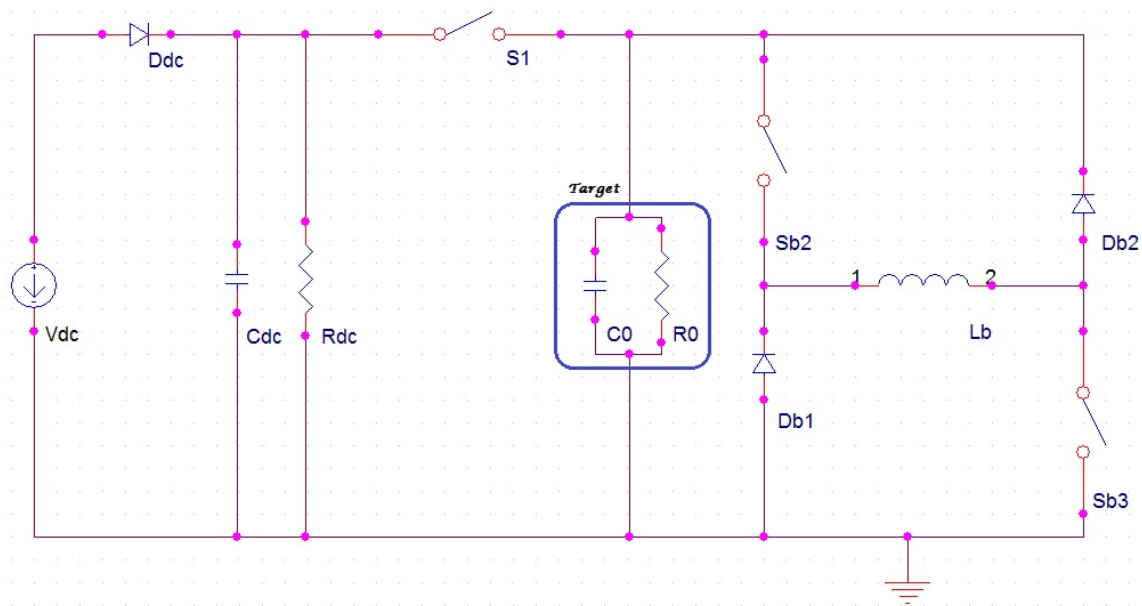 Ddc
S1
Target
Sb2
Db2
1 2
Vdc
Cdc
Rdc
C0
R0
Lb
Db1
Sb3